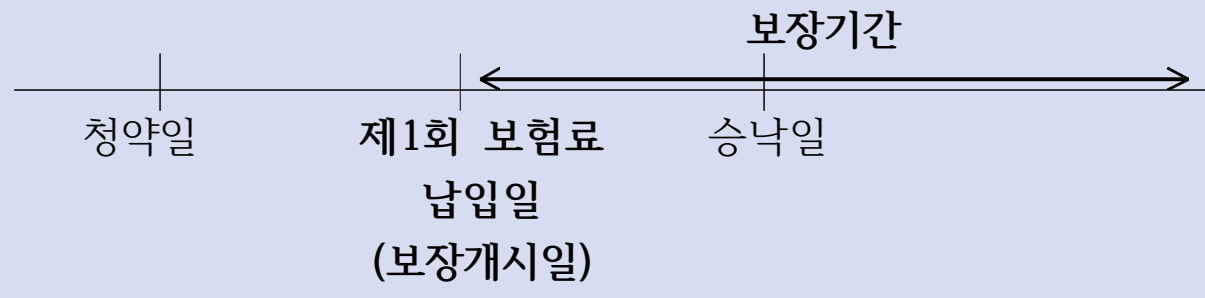 보장기간
청약일
제1회 보험료
납입일
(보장개시일)
승낙일